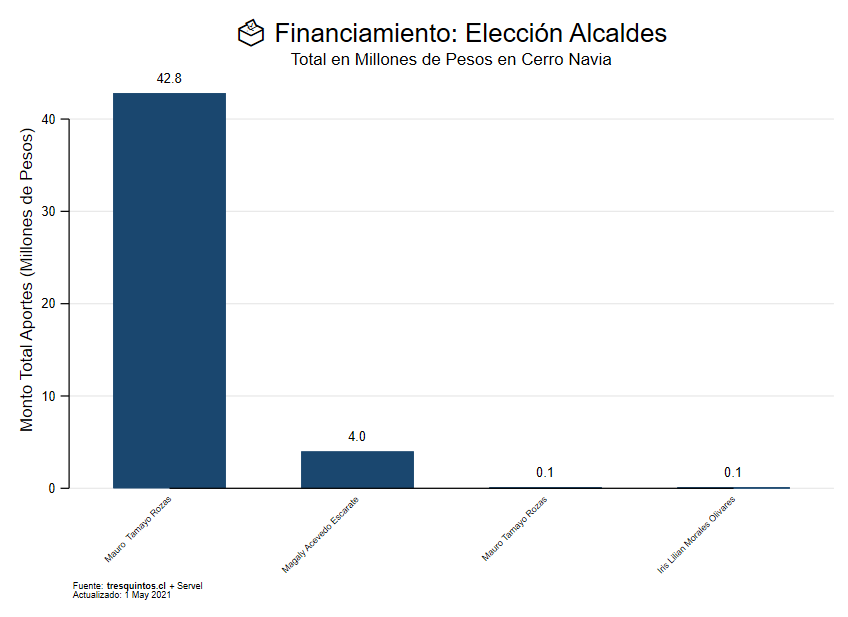 Financiamiento: Elección Alcaldes
Total en Millones de Pesos en Cerro Navia
Monto Total Aportes (Millones de Pesos)
40
30
20
10
0
42.8
4.0
0.1
0.1
Mauro  Tamayo Rozas
Magaly Acevedo Escarate
Mauro Tamayo Rozas
Iris Lilian Morales Olivares
Fuente: tresquintos.cl + Servel
Actualizado: 1 May 2021